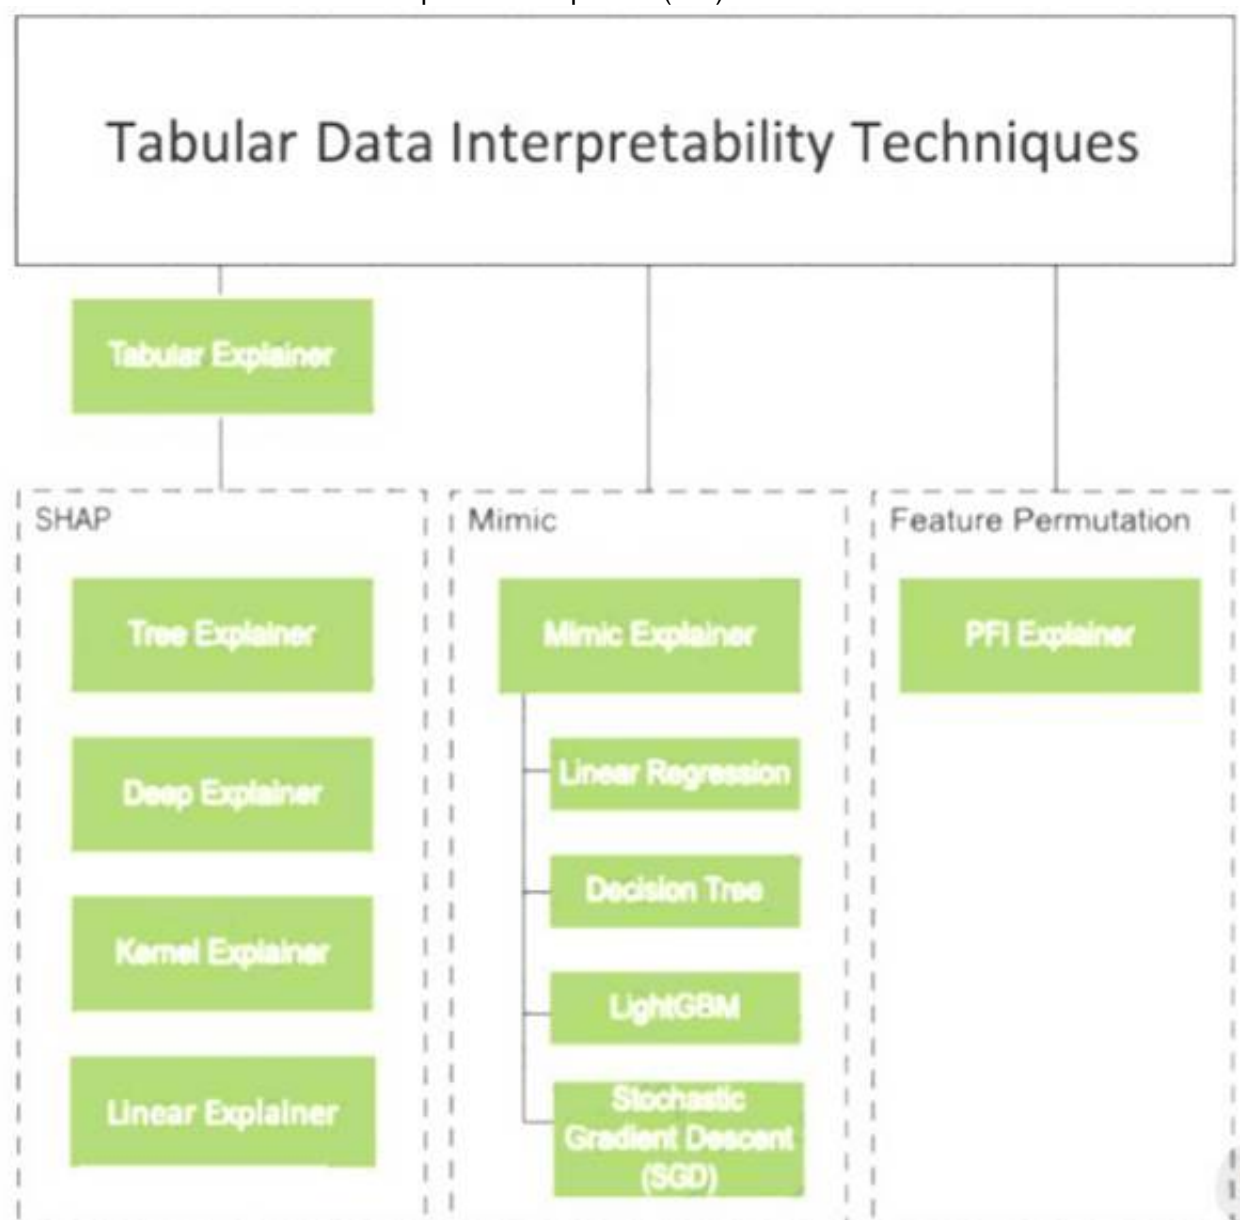 Tabular Data Interpretability Techniques
Tabular Explainer
SHAP
Tree Explainer
Deep Explainer
Kernel Explainer
Linear Explainer
Mimic
Mimic Explainer
Linear Regression
Decision Tree
LightGBM
Stochastic
Gradient Descent
(SGD)
Feature Permutation
PFI Explainer